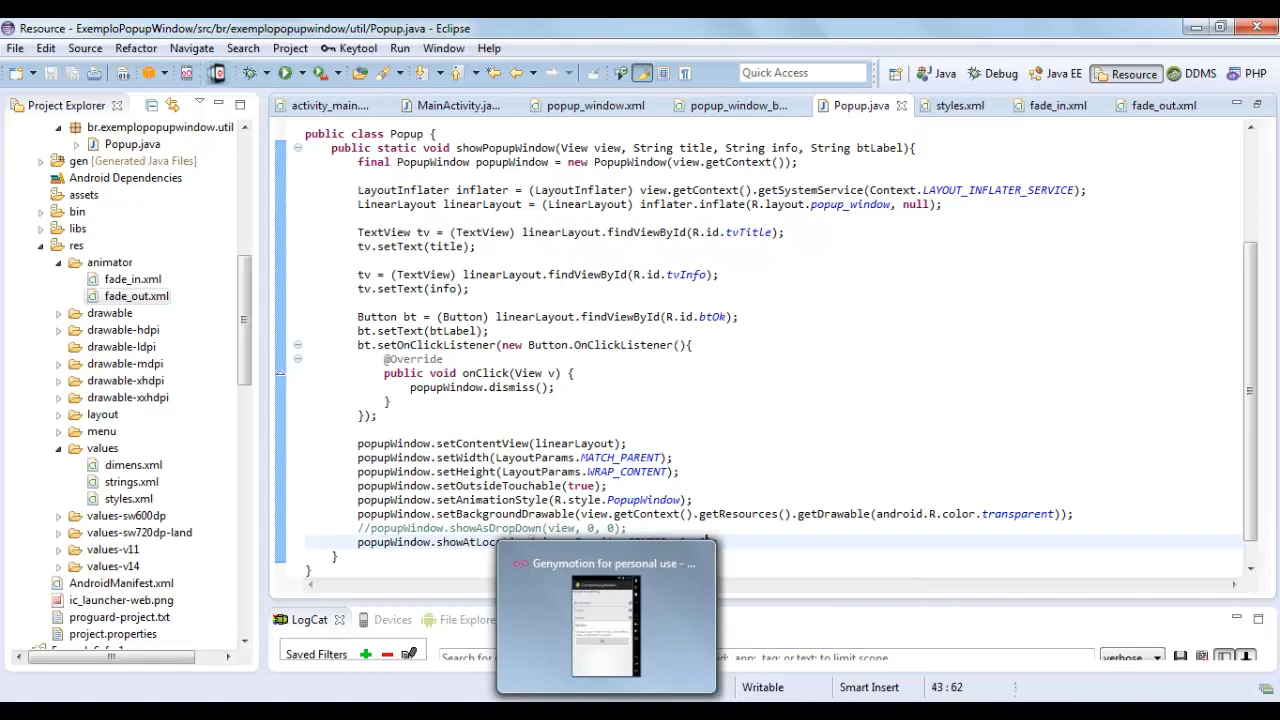 Resource - ExemploPopupWindow/src/br/exemplopopupwindow/util/Popup.java - Eclipse
File Edit Source Refactor Navigate Search Project Keytool Run Window Help
Quick Access
Java Debug Java EE Resource DDMS PHP
Project Explorer
activity_main.... MainActivity.ja... popup_window.xml popup_window_b... Popup.java styles.xml fade_in.xml fade_out.xml
br.exemplopopupwindow.util
Popup.java
gen [Generated Java Files]
Android Dependencies
assets
bin
libs
res
animator
fade_in.xml
fade_out.xml
drawable
drawable-hdpi
drawable-ldpi
drawable-mdpi
drawable-xhdpi
drawable-xxhdpi
layout
menu
values
dimens.xml
strings.xml
styles.xml
values-sw600dp
values-sw720dp-land
values-v11
values-v14
AndroidManifest.xml
ic_launcher-web.png
proguard-project.txt
project.properties
public class Popup {
public static void showPopupWindow(View view, String title, String info, String btLabel){
final PopupWindow popupWindow = new PopupWindow(view.getContext());
LayoutInflater inflater = (LayoutInflater) view.getContext().getSystemService(Context.LAYOUT_INFLATER_SERVICE);
LinearLayout linearLayout = (LinearLayout) inflater.inflate(R.layout.popup_window, null);
TextView tv = (TextView) linearLayout.findViewById(R.id.tvTitle);
tv.setText(title);
tv = (TextView) linearLayout.findViewById(R.id.tvInfo);
tv.setText(info);
Button bt = (Button) linearLayout.findViewById(R.id.btOk);
bt.setText(btLabel);
bt.setOnClickListener(new Button.OnClickListener(){
@Override
public void onClick(View v) {
popupWindow.dismiss();
}
});
popupWindow.setContentView(linearLayout);
popupWindow.setWidth(LayoutParams.MATCH_PARENT);
popupWindow.setHeight(LayoutParams.WRAP_CONTENT);
popupWindow.setOutsideTouchable(true);
popupWindow.setAnimationStyle(R.style.PopupWindow);
popupWindow.setBackgroundDrawable(view.getContext().getResources().getDrawable(android.R.color.transparent));
//popupWindow.showAsDropDown(view, 0, 0);
popupWindow.showAtLoc
}
}
Genymotion for personal use - ...
LogCat Devices File Explore
Saved Filters
verbose
Writable Smart Insert 43 : 62